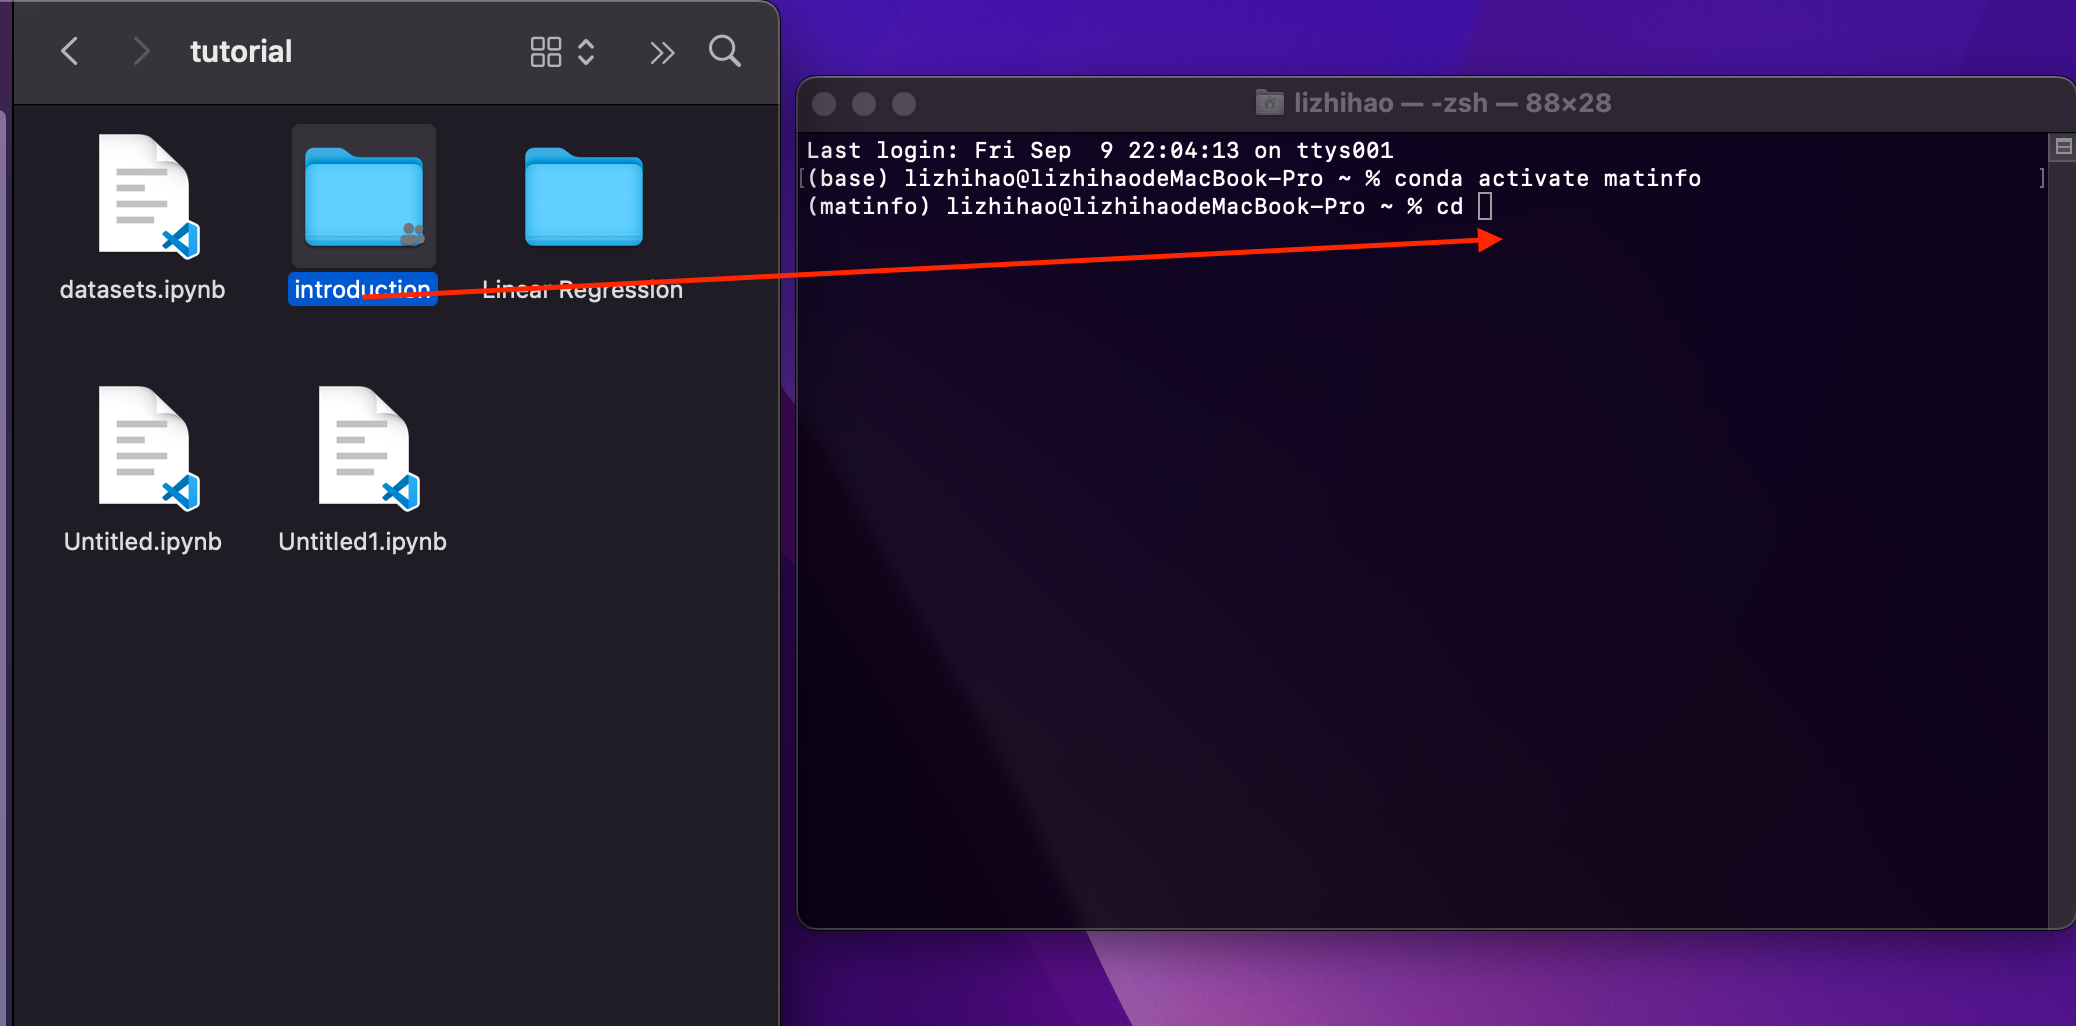 tutorial
datasets.ipynb
introduction
Linear Regression
Untitled.ipynb
Untitled1.ipynb
lizhihao — -zsh — 88×28
Last login: Fri Sep  9 22:04:13 on ttys001
[(base) lizhihao@lizhihaodeMacBook-Pro ~ % conda activate matinfo ]
(matinfo) lizhihao@lizhihaodeMacBook-Pro ~ % cd